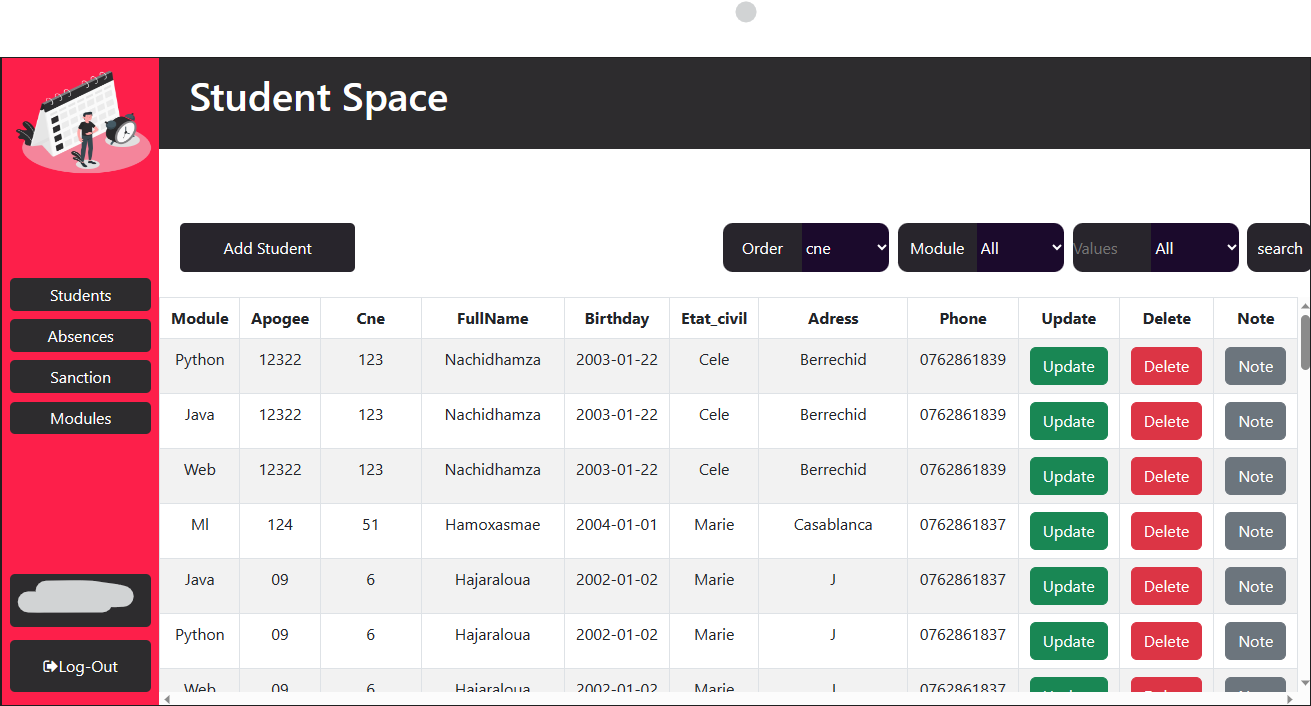 Student Space
Add Student
Order cne Module All Values All search
Students
Absences
Sanction
Modules
Log-Out
Module Apogee Cne FullName Birthday Etat_civil Adress Phone Update Delete Note
Python 12322 123 Nachidhamza 2003-01-22 Cele Berrechid 0762861839 Update Delete Note
Java 12322 123 Nachidhamza 2003-01-22 Cele Berrechid 0762861839 Update Delete Note
Web 12322 123 Nachidhamza 2003-01-22 Cele Berrechid 0762861839 Update Delete Note
Ml 124 51 Hamoxasmae 2004-01-01 Marie Casablanca 0762861837 Update Delete Note
Java 09 6 Hajaraloua 2002-01-02 Marie J 0762861837 Update Delete Note
Python 09 6 Hajaraloua 2002-01-02 Marie J 0762861837 Update Delete Note
Web 09 6 Hajaraloua 2002-01-02 Marie J 0762861837